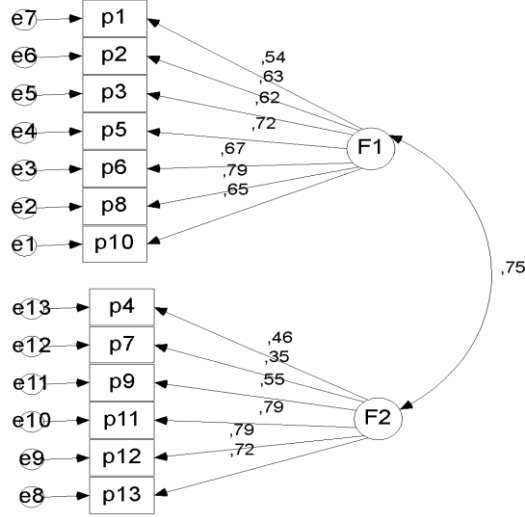 e7 p1
e6 p2
e5 p3
e4 p5
e3 p6
e2 p8
e1 p10
,54
,63
,62
,72
,67
,79
,65
F1
,75
e13 p4
e12 p7
e11 p9
e10 p11
e9 p12
e8 p13
,46
,35
,55
,79
,79
,72
F2